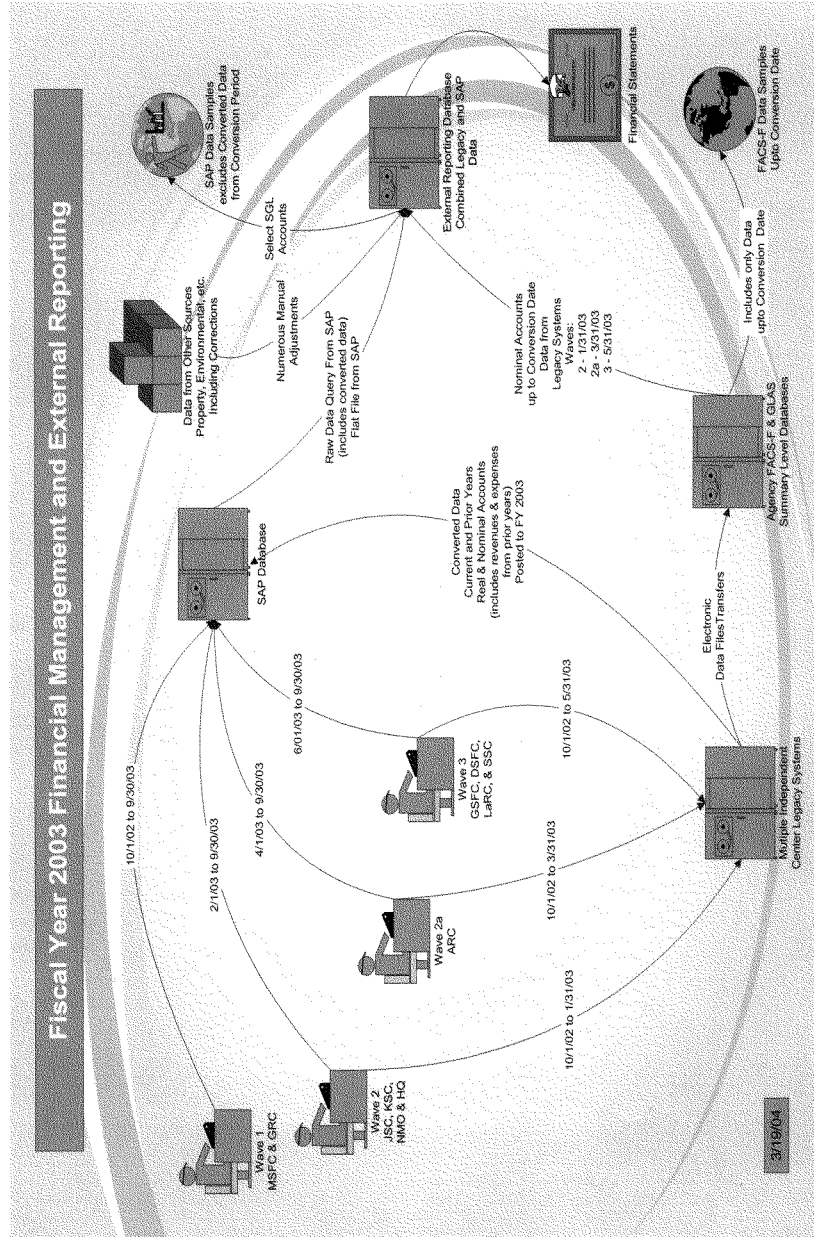 Fiscal Year 2003 Financial Management and External Reporting
Wave 1
MSFC & GRC
10/1/02 to 9/30/03
Wave 2
JSC, KSC,
NMO & HQ
2/1/03 to 9/30/03
10/1/02 to 1/31/03
Wave 2a
ARC
4/1/03 to 9/30/03
10/1/02 to 3/31/03
Wave 3
GSFC, DSFC,
LaRC, & SSC
6/01/03 to 9/30/03
10/1/02 to 5/31/03
SAP Database
Mutiple Independent
Center Legacy Systems
Converted Data
Current and Prior Years
Real & Nominal Accounts
(includes revenues & expenses
from prior years)
Posted to FY 2003
Electronic
Data FilesTransfers
Agency FACS-F & GLAS
Summary Level Databases
Data from Other Sources
Property, Environmental, etc.
Including Corrections
Numerous Manual
Adjustments
Raw Data Query From SAP
(includes converted data)
Flat File from SAP
Select SGL
Accounts
SAP Data Samples
excludes Converted Data
from Conversion Period
Nominal Accounts
up to Conversion Date
Data from
Legacy Systems
Waves:
2 - 1/31/03
2a - 3/31/03
3 - 5/31/03
External Reporting Database
Combined Legacy and SAP
Data
Financial Statements
Includes only Data
upto Conversion Date
FACS-F Data Samples
Upto Conversion Date
3/19/04